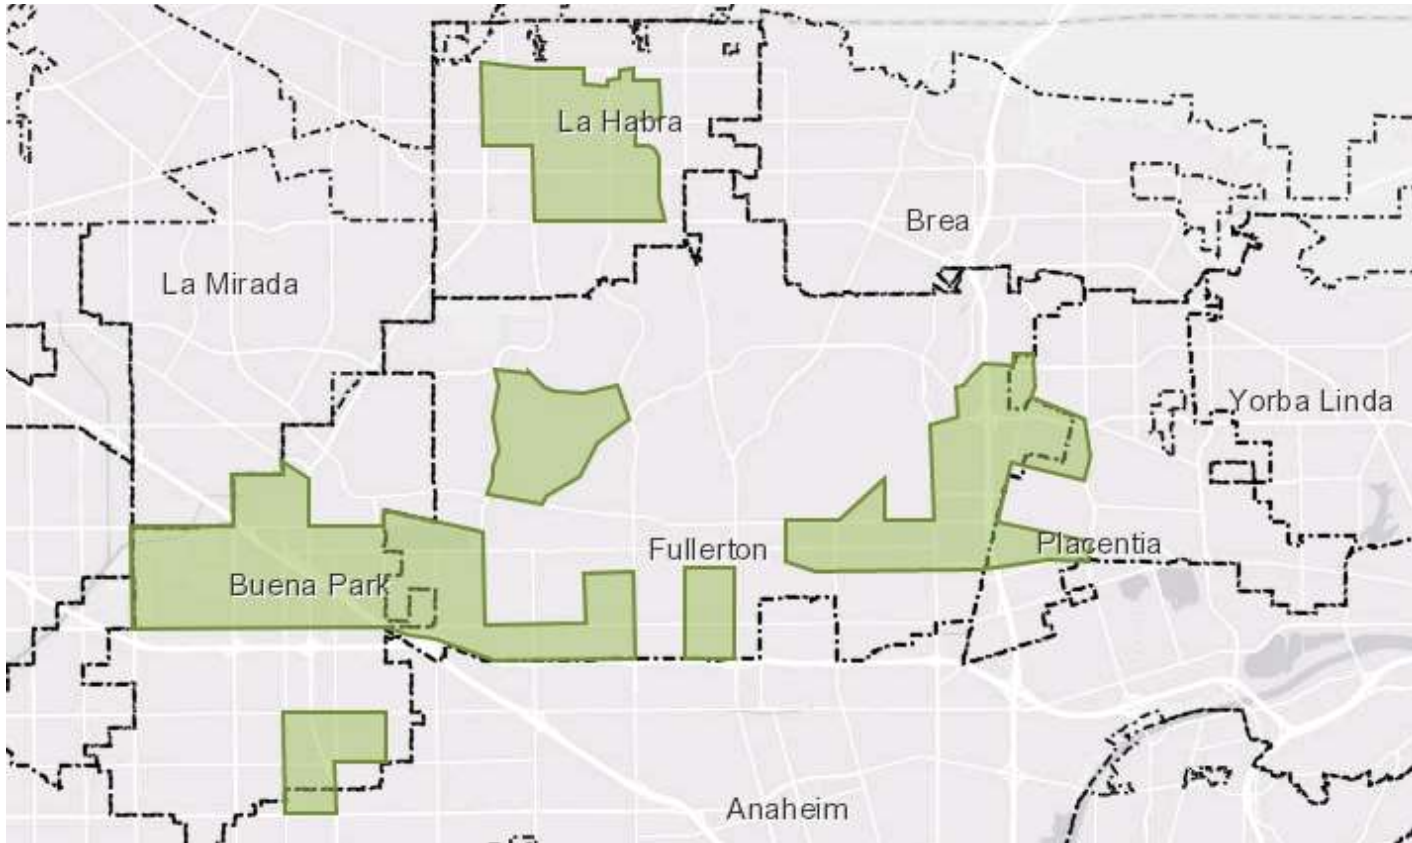 La Habra
Brea
La Mirada
Yorba Linda
Fullerton
Placentia
Buena Park
Anaheim